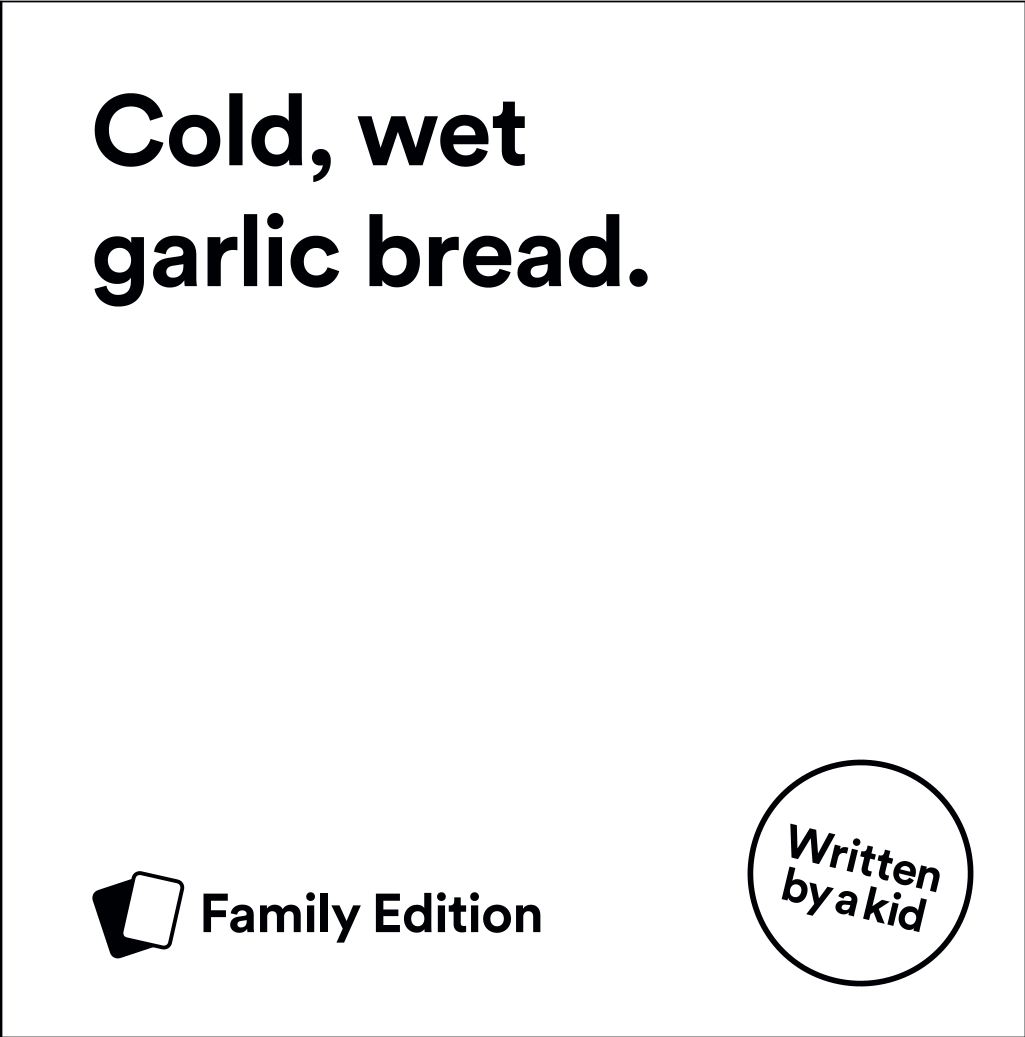 Cold, wet
garlic bread.
Family Edition
Written
by a kid